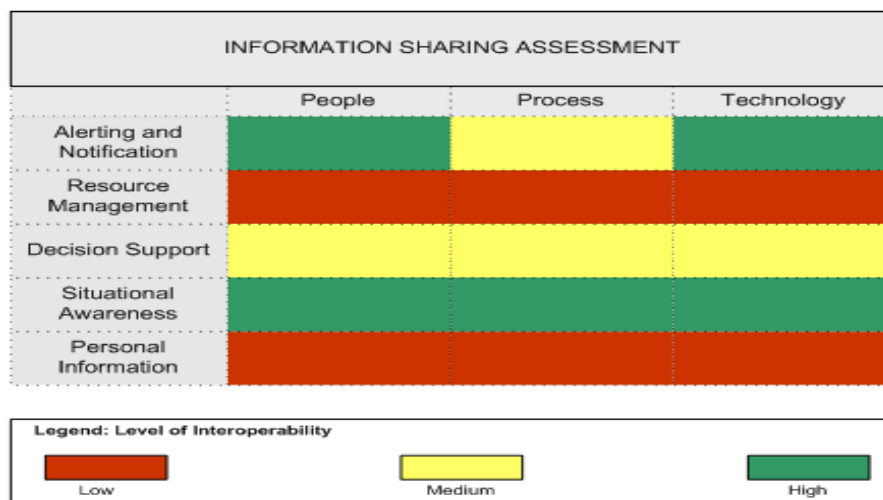 INFORMATION SHARING ASSESSMENT
People Process Technology
Alerting and
Notification
Resource
Management
Decision Support
Situational
Awareness
Personal
Information
Legend: Level of Interoperability
Low Medium High